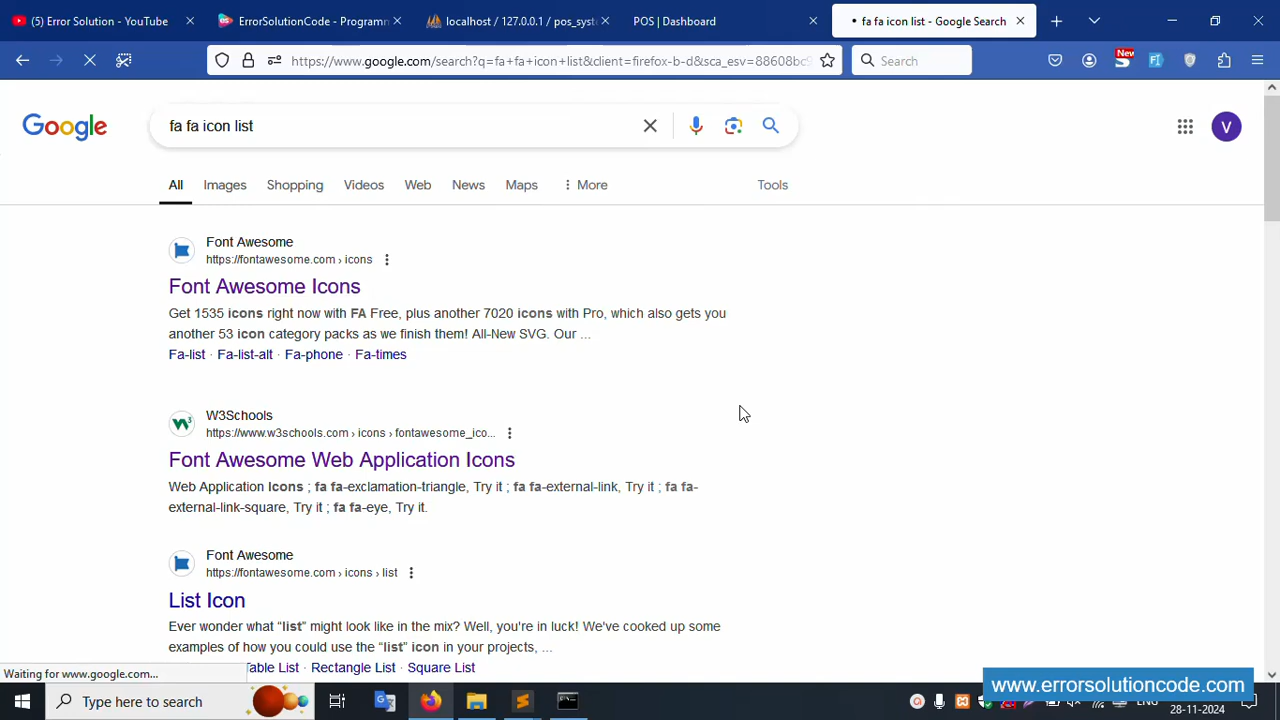 (5) Error Solution - YouTube
ErrorSolutionCode - Programm
localhost / 127.0.0.1 / pos_syst
POS | Dashboard
fa fa icon list - Google Search
https://www.google.com/search?q=fa+fa+icon+list&client=firefox-b-d&sca_esv=88608bc9
Search
New
Google
fa fa icon list
V
All
Images
Shopping
Videos
Web
News
Maps
More
Tools
Font Awesome
https://fontawesome.com › icons
Font Awesome Icons
Get 1535 icons right now with FA Free, plus another 7020 icons with Pro, which also gets you
another 53 icon category packs as we finish them! All-New SVG. Our ...
Fa-list · Fa-list-alt · Fa-phone · Fa-times
W3Schools
https://www.w3schools.com › icons › fontawesome_ico...
Font Awesome Web Application Icons
Web Application Icons ; fa fa-exclamation-triangle, Try it ; fa fa-external-link, Try it ; fa fa-
external-link-square, Try it ; fa fa-eye, Try it.
Font Awesome
https://fontawesome.com › icons › list
List Icon
Ever wonder what “list” might look like in the mix? Well, you're in luck! We've cooked up some
examples of how you could use the “list” icon in your projects, ...
Table List · Rectangle List · Square List
Waiting for www.google.com...
www.errorsolutioncode.com
Type here to search
ENG
28-11-2024